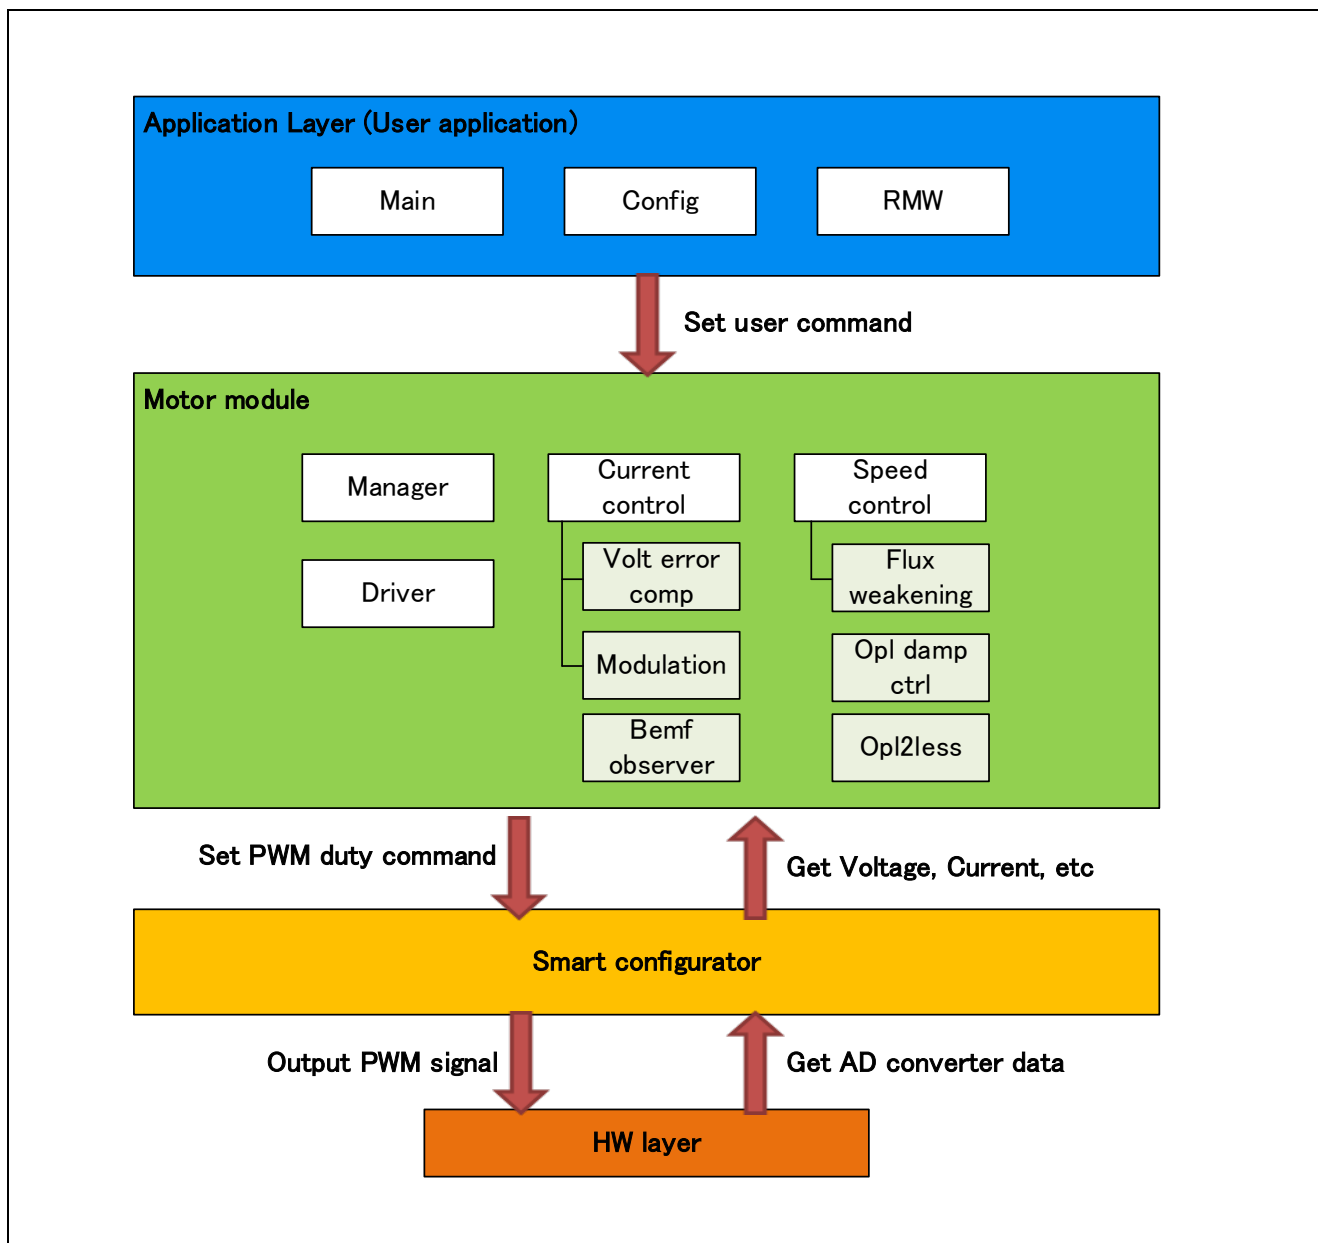 Application Layer (User application)
Main
Config
RMW
Set user command
Motor module
Manager
Current
control
Speed
control
Driver
Volt error
comp
Flux
weakening
Modulation
Opl damp
ctrl
Bemf
observer
Opl2less
Set PWM duty command
Get Voltage, Current, etc
Smart configurator
Output PWM signal
Get AD converter data
HW layer